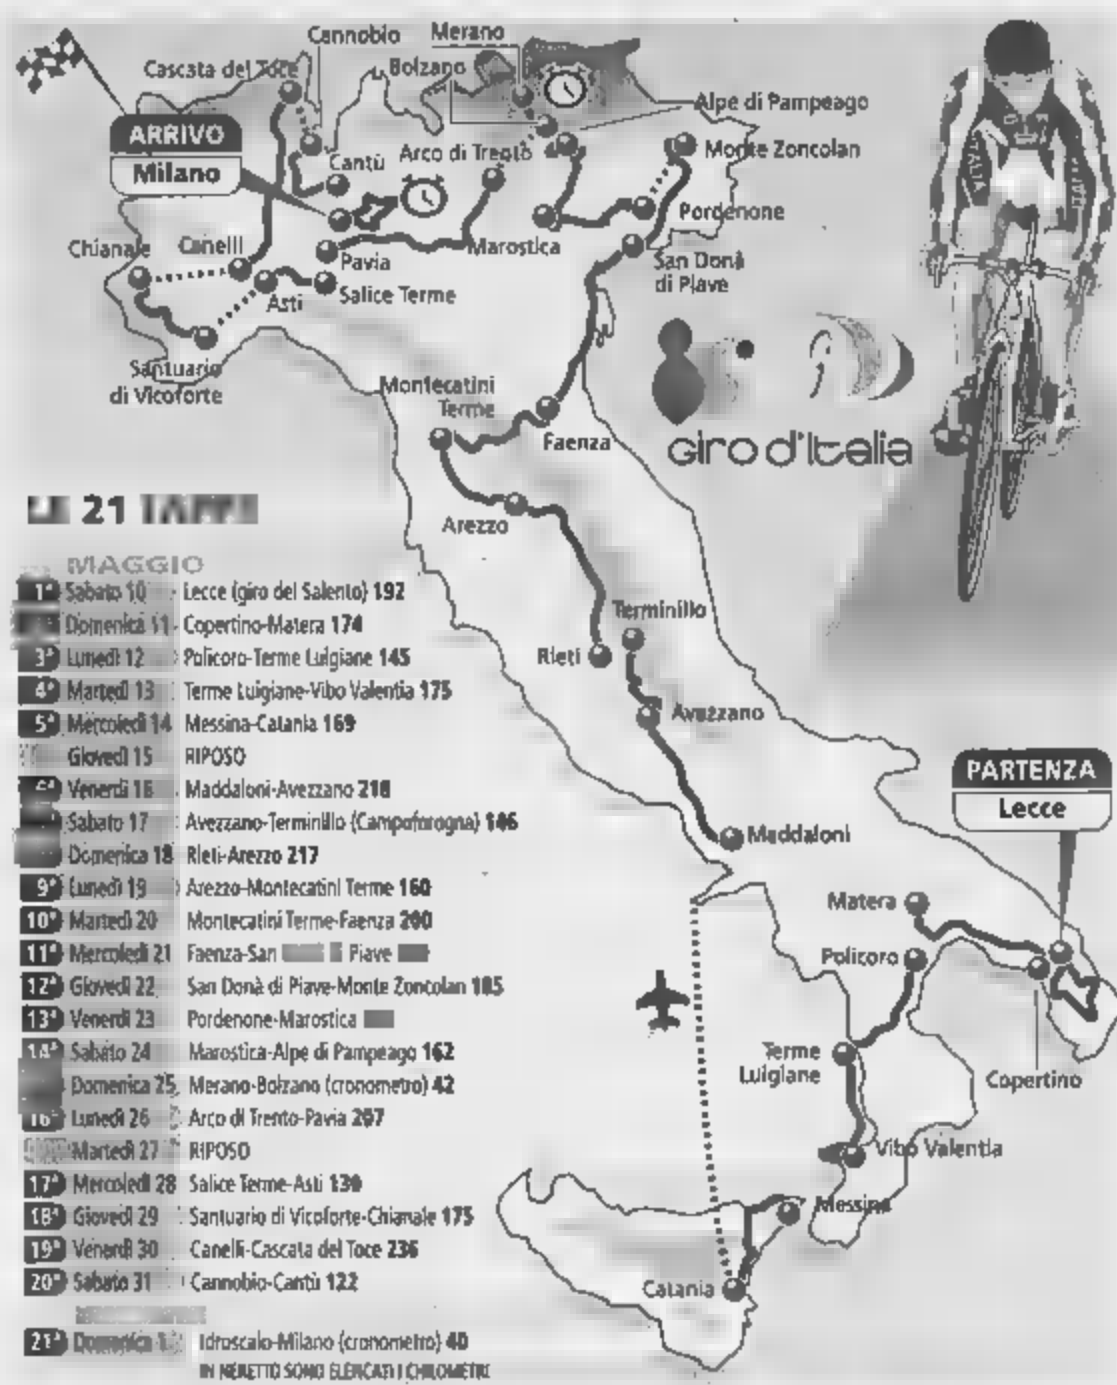 Cannobio
Merano
Cascata del Toce
Bolzano
Alpe di Pampeago
ARRIVO
Milano
Cantù
Arco di Trento
Monte Zoncolan
Pordenone
Chianale
Canelli
Pavia
Marostica
San Donà
di Piave
Asti
Salice Terme
Santuario
di Vicoforte
Montecatini
Terme
Faenza
giro d'Italia
ITALIA
Arezzo
Terminillo
Rieti
Avezzano
PARTENZA
Lecce
Maddaloni
Matera
Policoro
Terme
Luigiane
Copertino
Vibo Valentia
Messina
Catania
21
MAGGIO
1ª Sabato 10 Lecce (giro del Salento) 192
Domenica 11 Copertino-Matera 174
3ª Lunedì 12 Policoro-Terme Luigiane 145
4ª Martedì 13 Terme Luigiane-Vibo Valentia 175
5ª Mercoledì 14 Messina-Catania 169
Giovedì 15 RIPOSO
6ª Venerdì 16 Maddaloni-Avezzano 218
Sabato 17 Avezzano-Terminillo (Campoforogna) 146
Domenica 18 Rieti-Arezzo 217
9ª Lunedì 19 Arezzo-Montecatini Terme 160
10ª Martedì 20 Montecatini Terme-Faenza 200
11ª Mercoledì 21 Faenza-San Piave
12ª Giovedì 22 San Donà di Piave-Monte Zoncolan 185
13ª Venerdì 23 Pordenone-Marostica
14ª Sabato 24 Marostica-Alpe di Pampeago 162
Domenica 25 Merano-Bolzano (cronometro) 42
16ª Lunedì 26 Arco di Trento-Pavia 207
Martedì 27 RIPOSO
17ª Mercoledì 28 Salice Terme-Asti 130
18ª Giovedì 29 Santuario di Vicoforte-Chianale 175
19ª Venerdì 30 Canelli-Cascata del Toce 236
20ª Sabato 31 Cannobio-Cantù 122
21ª Domenica 1 Idroscalo-Milano (cronometro) 40
IN NERETTO SONO ELENCATI I CHILOMETRI